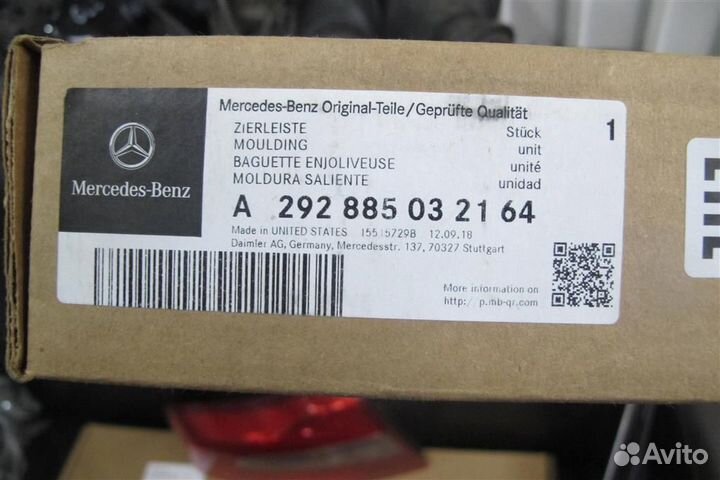 Mercedes-Benz Original-Teile/Geprüfte Qualität
ZIERLEISTE Stück 1
MOULDING unit
BAGUETTE ENJOLIVEUSE unité
MOLDURA SALIENTE unidad
Mercedes-Benz
A 292 885 03 21 64
Made in UNITED STATES 155157298 12.09.18
Daimler AG, Germany, Mercedesstr. 137, 70327 Stuttgart
More information on
http://p.mb-qr.com
Avito